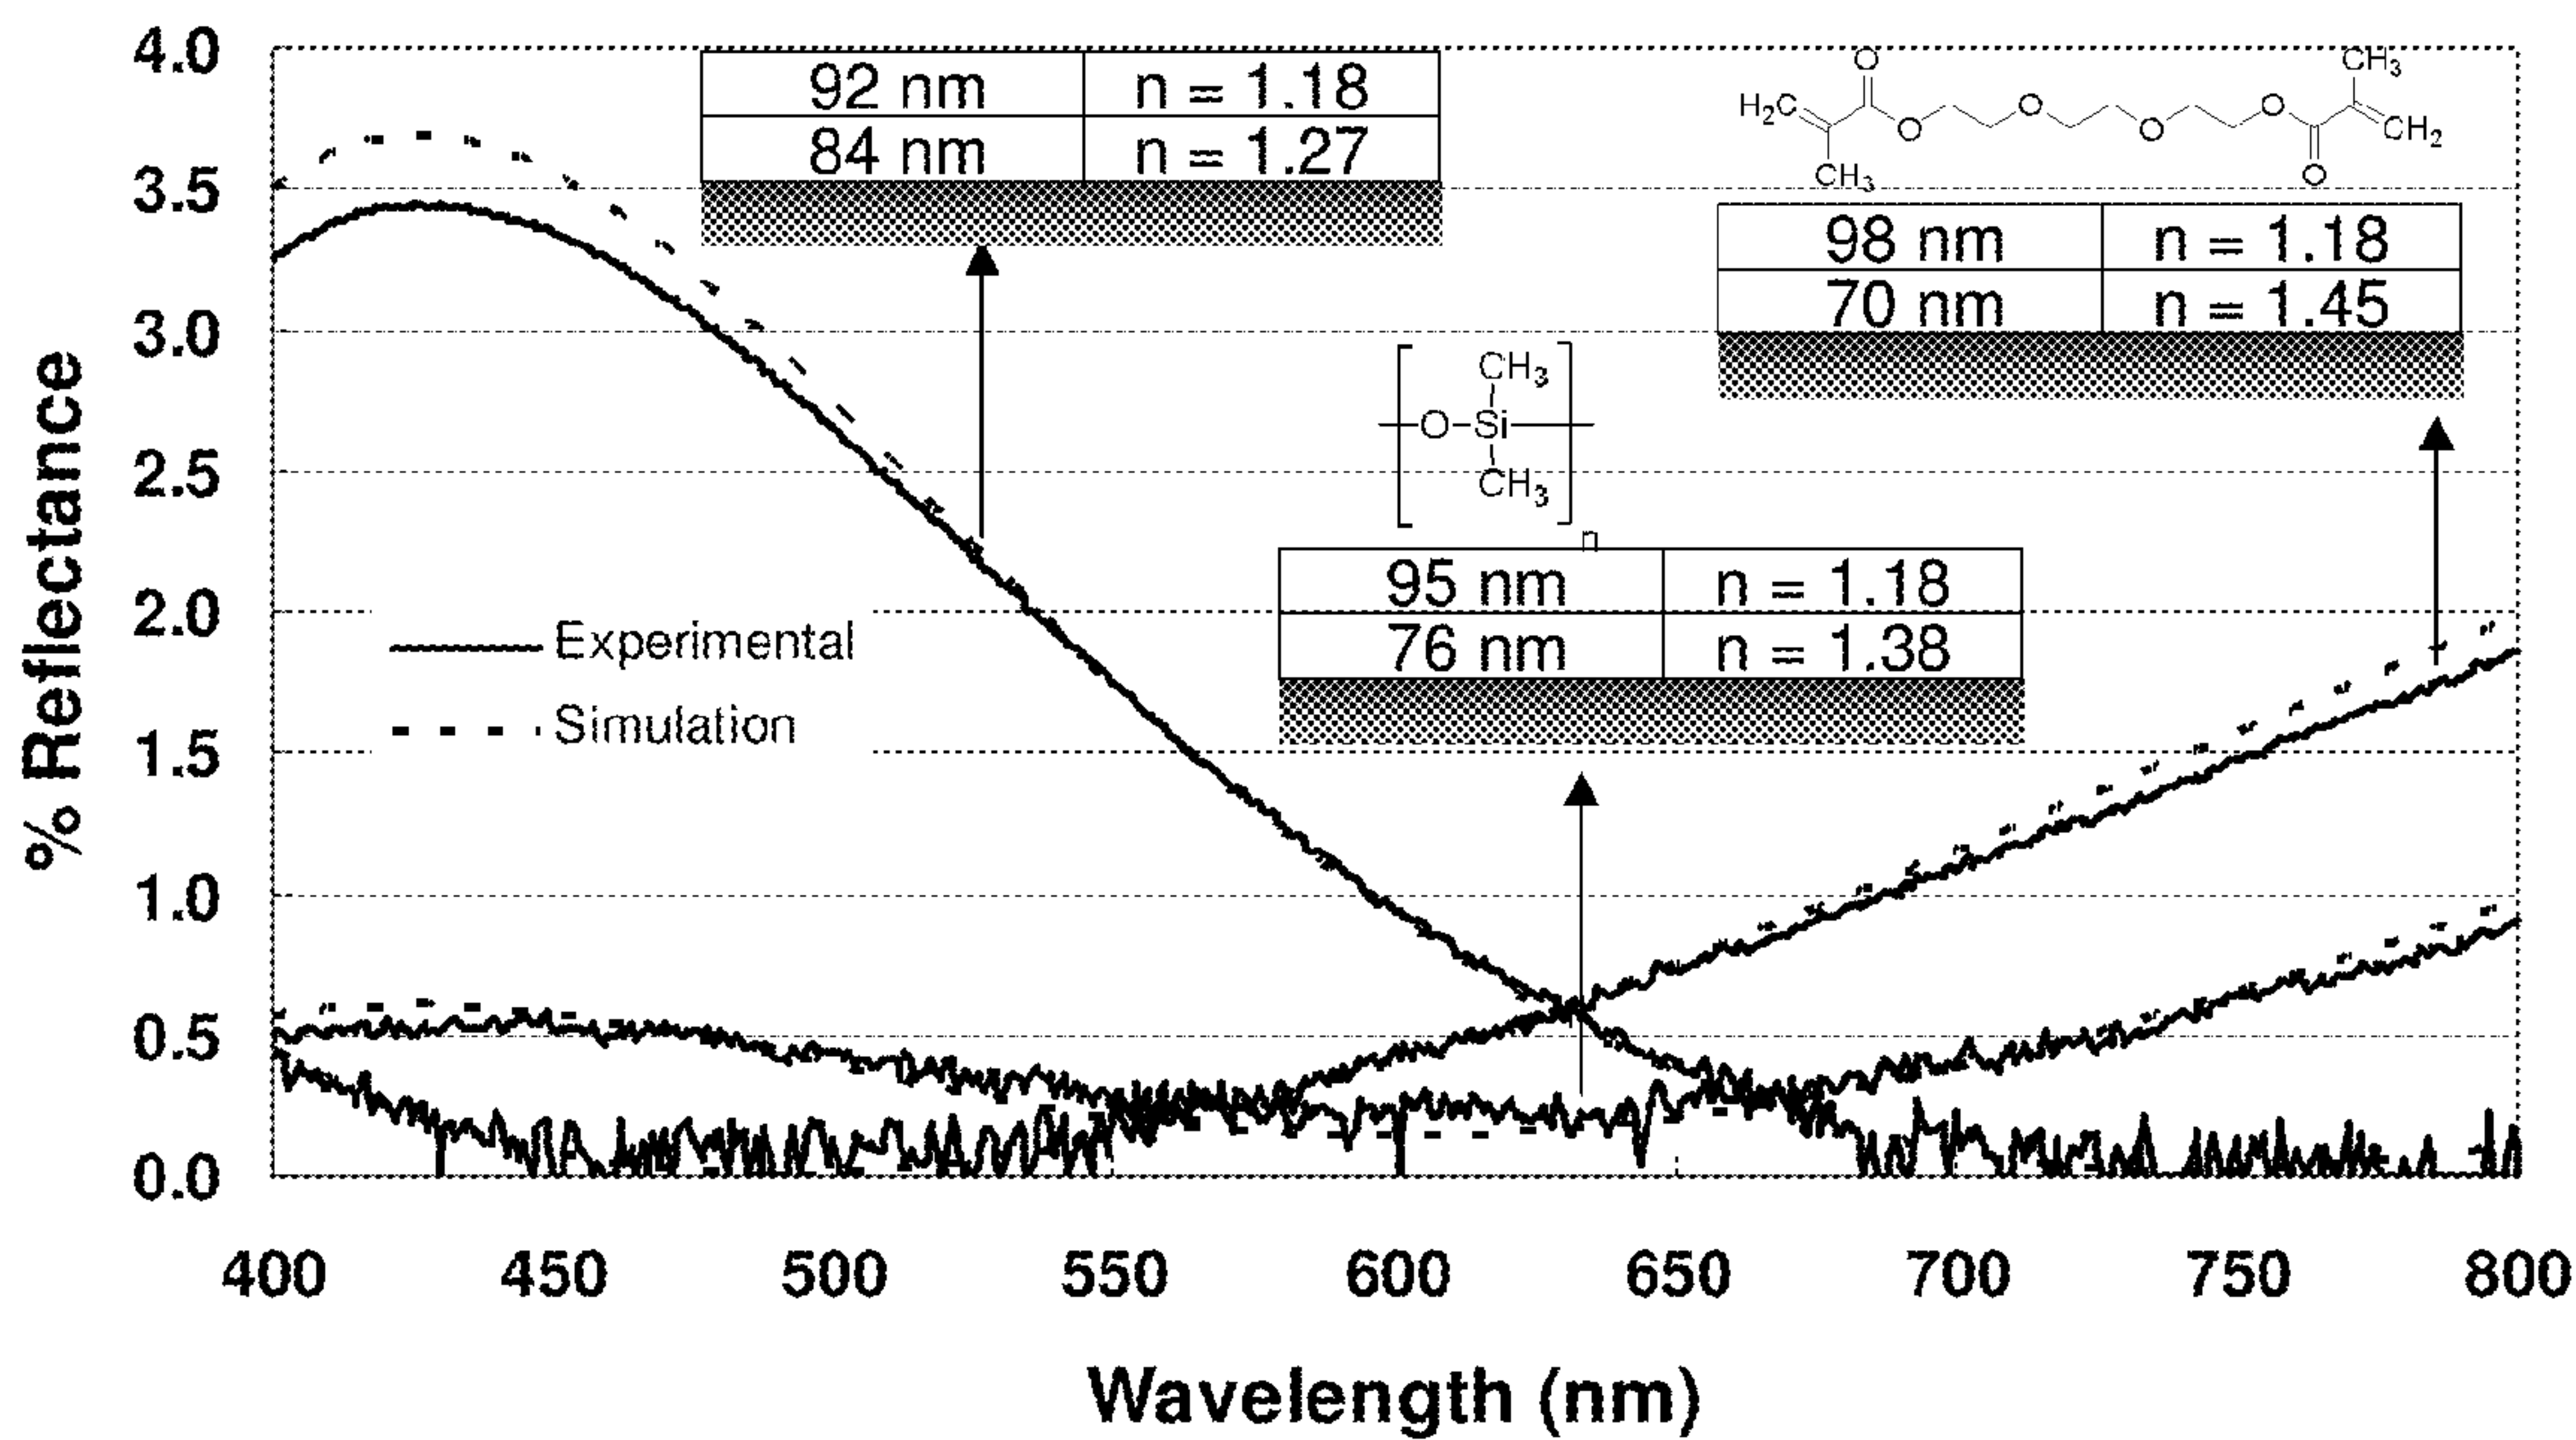 4.0
3.5
3.0
2.5
2.0
1.5
1.0
0.5
0.0
% Reflectance
92 nm n = 1.18
84 nm n = 1.27
O CH3
H2C O O O O CH2
CH3 O
98 nm n = 1.18
70 nm n = 1.45
CH3
O Si
CH3
n
95 nm n = 1.18
76 nm n = 1.38
Experimental
Simulation
400 450 500 550 600 650 700 750 800
Wavelength (nm)